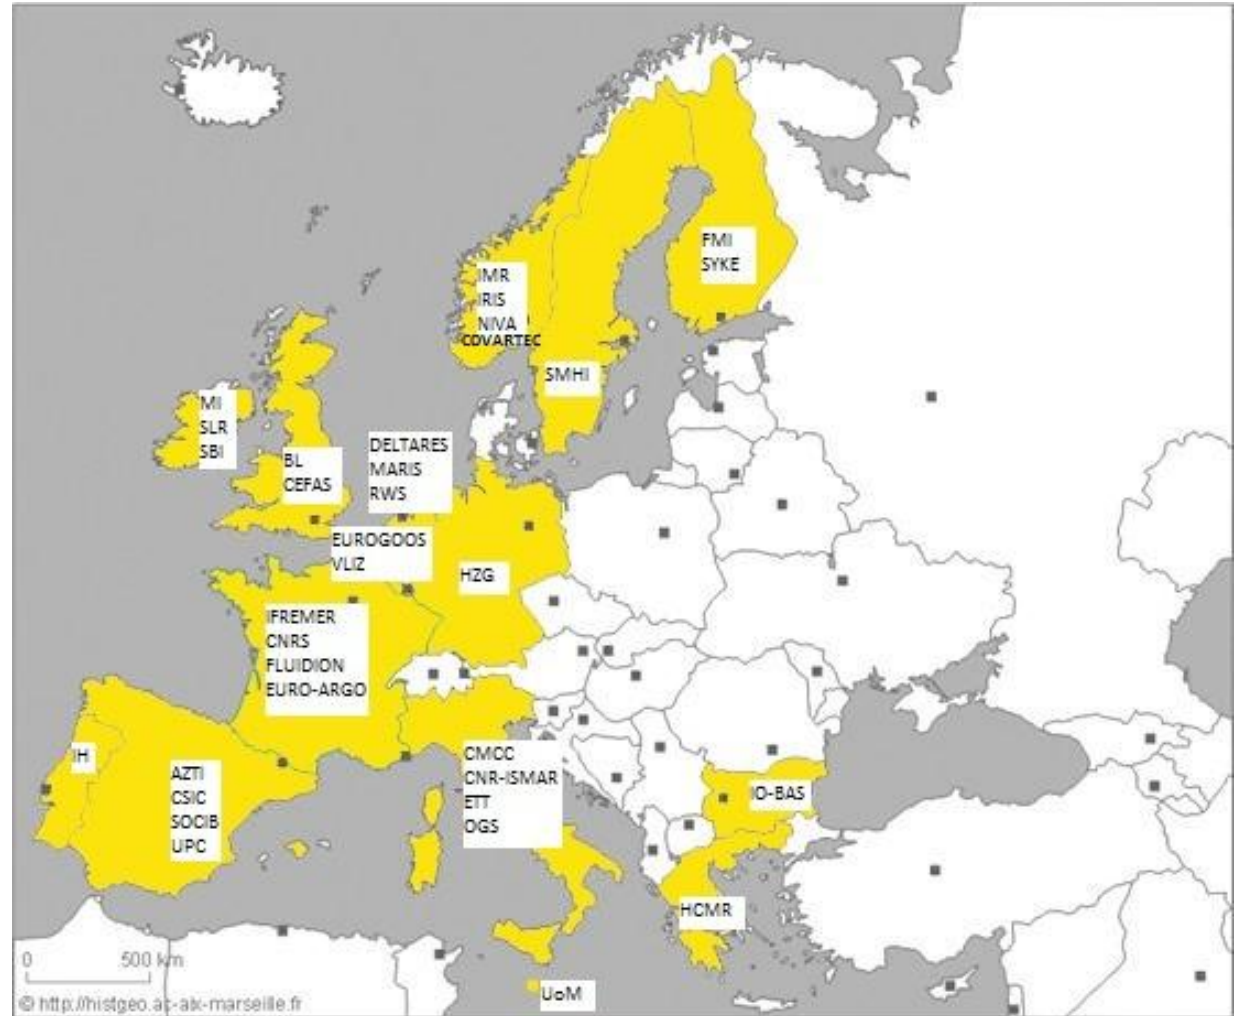 FMI
SYKE
IMR
IRIS
NIVA
COVARTEC
SMHI
MI
SLR
SBI
BL
CEFAS
DELTARES
MARIS
RWS
EUROGOOS
VLIZ
HZG
IFREMER
CNRS
FLUIDION
EURO-ARGO
IH
AZTI
CSIC
SOCIB
UPC
CMCC
CNR-ISMAR
ETT
OGS
IO-BAS
HCMR
UoM
0 500 km
© http://histgeo.ac-aix-marseille.fr